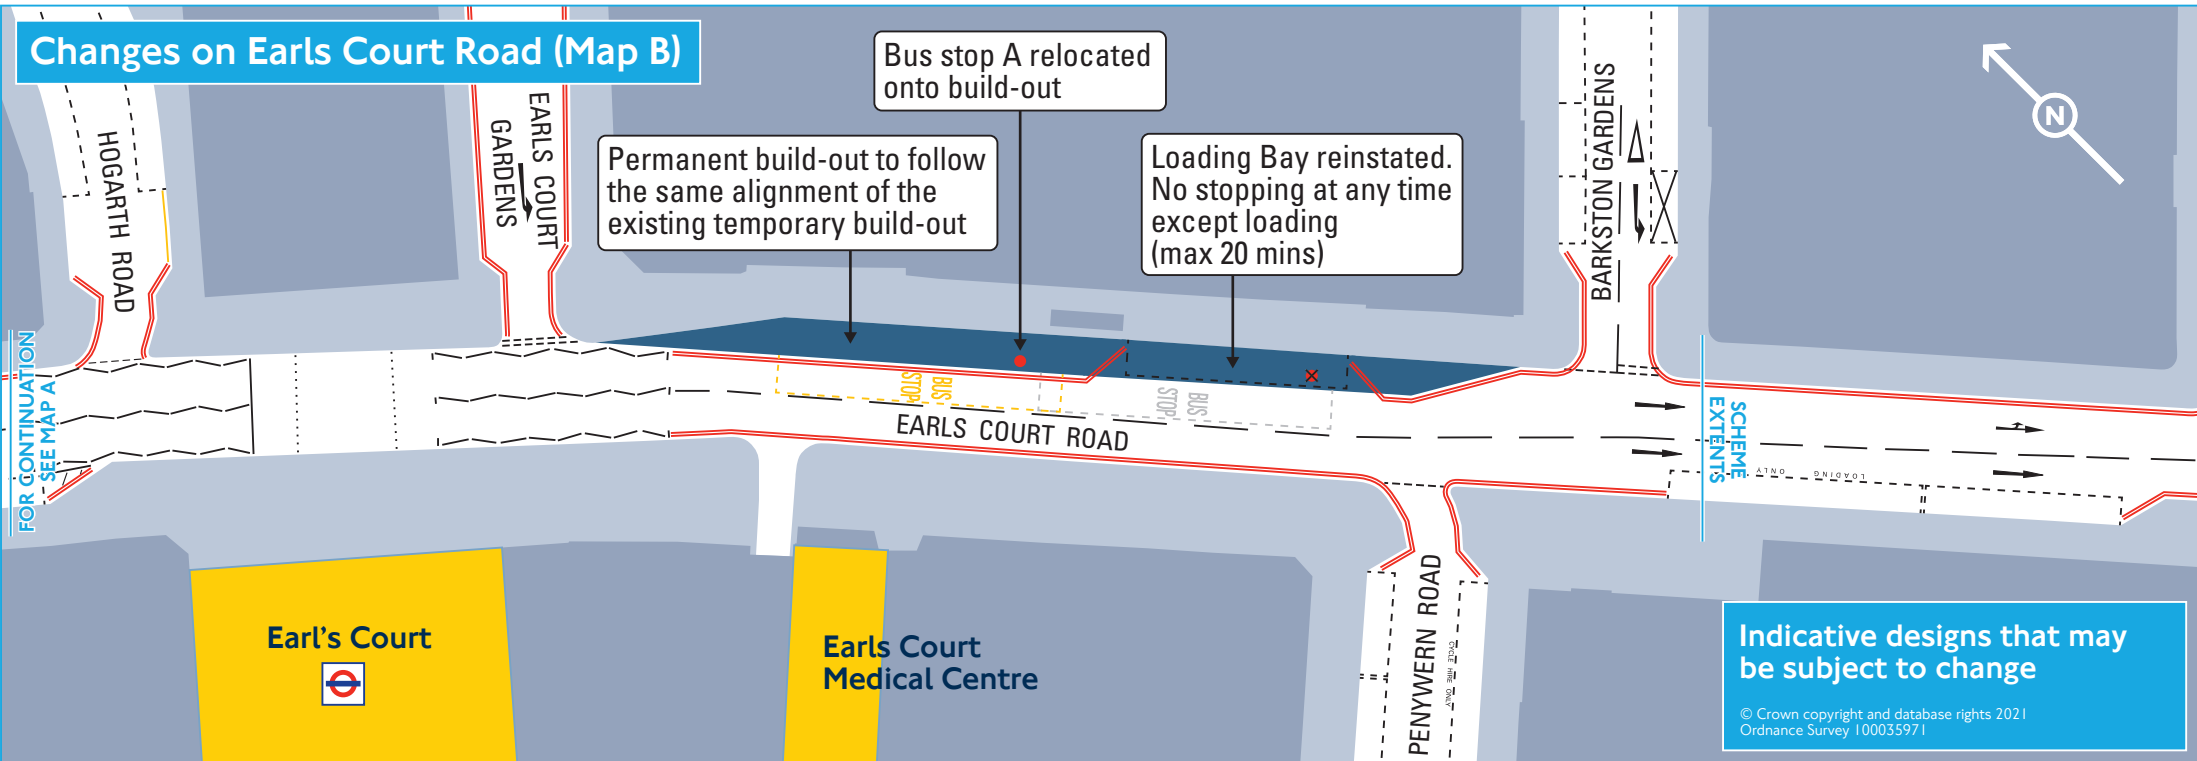 Changes on Earls Court Road (Map B)
Bus stop A relocated
onto build-out
Permanent build-out to follow
the same alignment of the
existing temporary build-out
Loading Bay reinstated.
No stopping at any time
except loading
(max 20 mins)
N
HOGARTH ROAD
EARLS COURT
GARDENS
BARKSTON GARDENS
FOR CONTINUATION
SEE MAP A
BUS
STOP
BUS
STOP
EARLS COURT ROAD
SCHEME
EXTENTS
LOADING ONLY
PENYWERN ROAD
CYCLE HIRE ONLY
Earl's Court
Earls Court
Medical Centre
Indicative designs that may
be subject to change
© Crown copyright and database rights 2021
Ordnance Survey 100035971